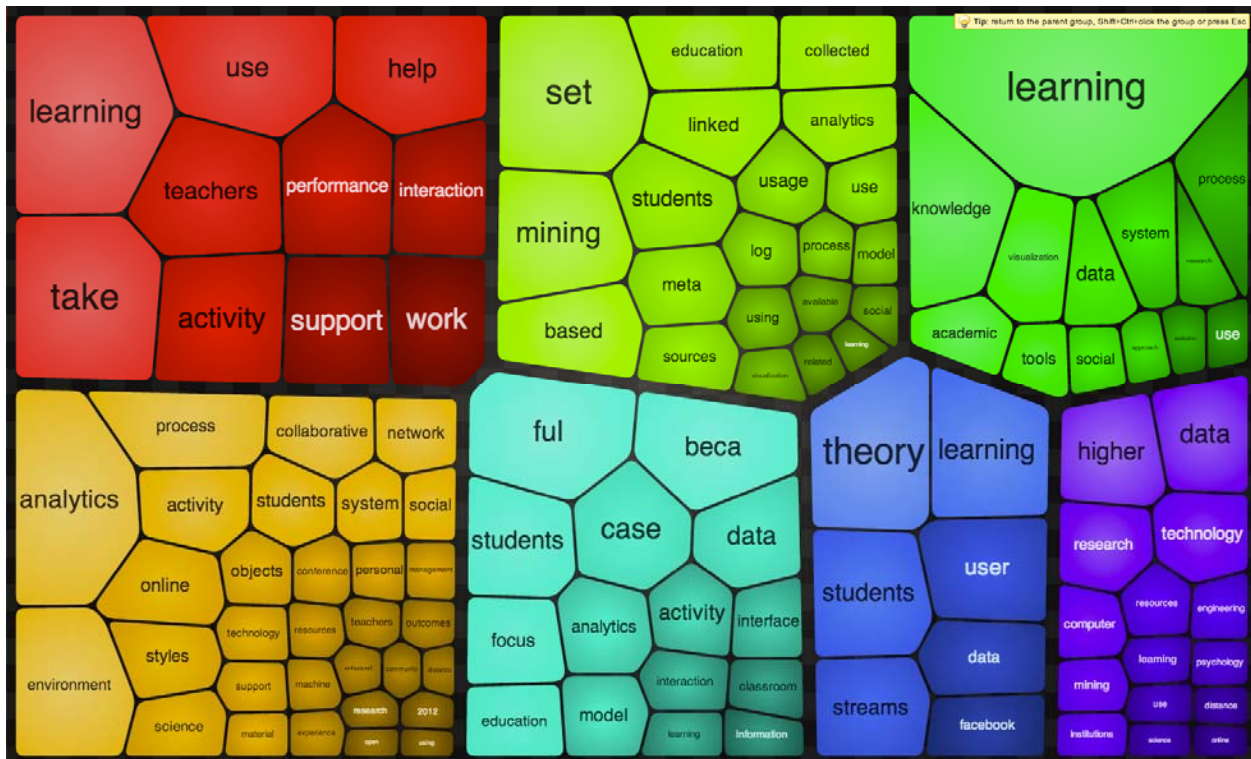 Tip: return to the parent group, Shift+Ctrl+click the group or press Esc
learning
use
help
teachers
performance
interaction
take
activity
support
work
set
education
collected
linked
analytics
mining
students
usage
use
log
process
model
meta
based
sources
using
available
social
visualization
related
learning
learning
knowledge
visualization
data
system
process
research
academic
tools
social
approach
use
analytics
process
collaborative
network
activity
students
system
social
online
objects
conference
personal
management
environment
styles
technology
resources
teachers
outcomes
support
machine
community
distance
science
material
experience
research
2012
open
using
ful
beca
students
case
data
focus
analytics
activity
interface
education
model
interaction
classroom
learning
information
theory
learning
students
user
data
streams
facebook
higher
data
research
technology
computer
resources
engineering
mining
learning
psychology
use
distance
institutions
science
online